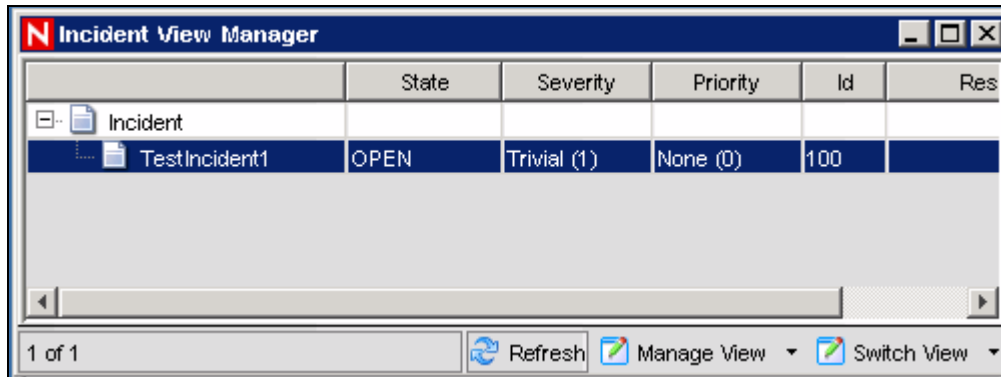 N Incident View Manager
State Severity Priority Id Res
Incident
TestIncident1 OPEN Trivial (1) None (0) 100
1 of 1 Refresh Manage View Switch View